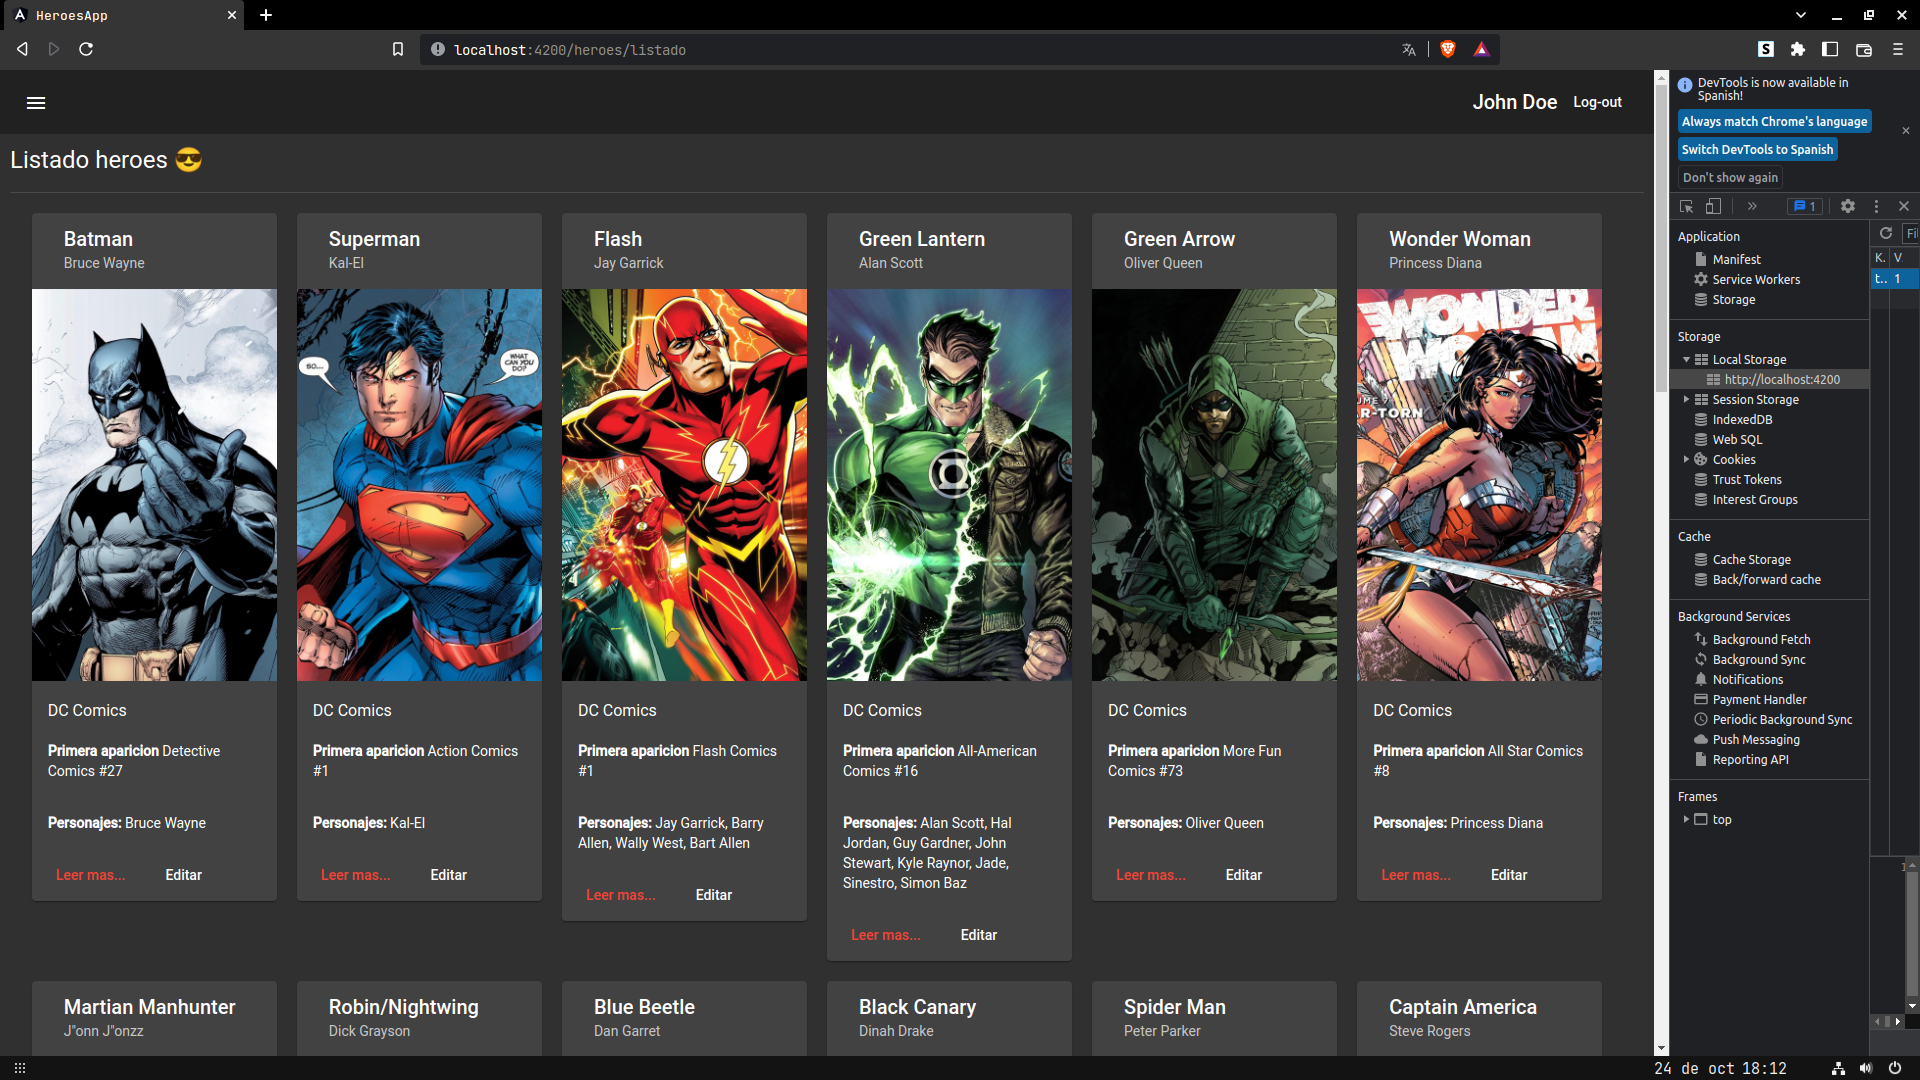 HeroesApp
localhost:4200/heroes/listado
John Doe
Log-out
Listado heroes 😎
Batman
Bruce Wayne
Superman
Kal-El
Flash
Jay Garrick
Green Lantern
Alan Scott
Green Arrow
Oliver Queen
Wonder Woman
Princess Diana
SO...
WHAT
CAN YOU
DO?
WONDER
WOMAN
DC Comics
Primera aparicion Detective
Comics #27
Personajes: Bruce Wayne
Leer mas...
Editar
DC Comics
Primera aparicion Action Comics
#1
Personajes: Kal-El
Leer mas...
Editar
DC Comics
Primera aparicion Flash Comics
#1
Personajes: Jay Garrick, Barry
Allen, Wally West, Bart Allen
Leer mas...
Editar
DC Comics
Primera aparicion All-American
Comics #16
Personajes: Alan Scott, Hal
Jordan, Guy Gardner, John
Stewart, Kyle Raynor, Jade,
Sinestro, Simon Baz
Leer mas...
Editar
DC Comics
Primera aparicion More Fun
Comics #73
Personajes: Oliver Queen
Leer mas...
Editar
DC Comics
Primera aparicion All Star Comics
#8
Personajes: Princess Diana
Leer mas...
Editar
Martian Manhunter
J"onn J"onzz
Robin/Nightwing
Dick Grayson
Blue Beetle
Dan Garret
Black Canary
Dinah Drake
Spider Man
Peter Parker
Captain America
Steve Rogers
DevTools is now available in
Spanish!
Always match Chrome's language
Switch DevTools to Spanish
Don't show again
1
Application
Manifest
Service Workers
Storage
Storage
Local Storage
http://localhost:4200
Session Storage
IndexedDB
Web SQL
Cookies
Trust Tokens
Interest Groups
Cache
Cache Storage
Back/forward cache
Background Services
Background Fetch
Background Sync
Notifications
Payment Handler
Periodic Background Sync
Push Messaging
Reporting API
Frames
top
Fil
K. V
t.. 1
24 de oct 18:12